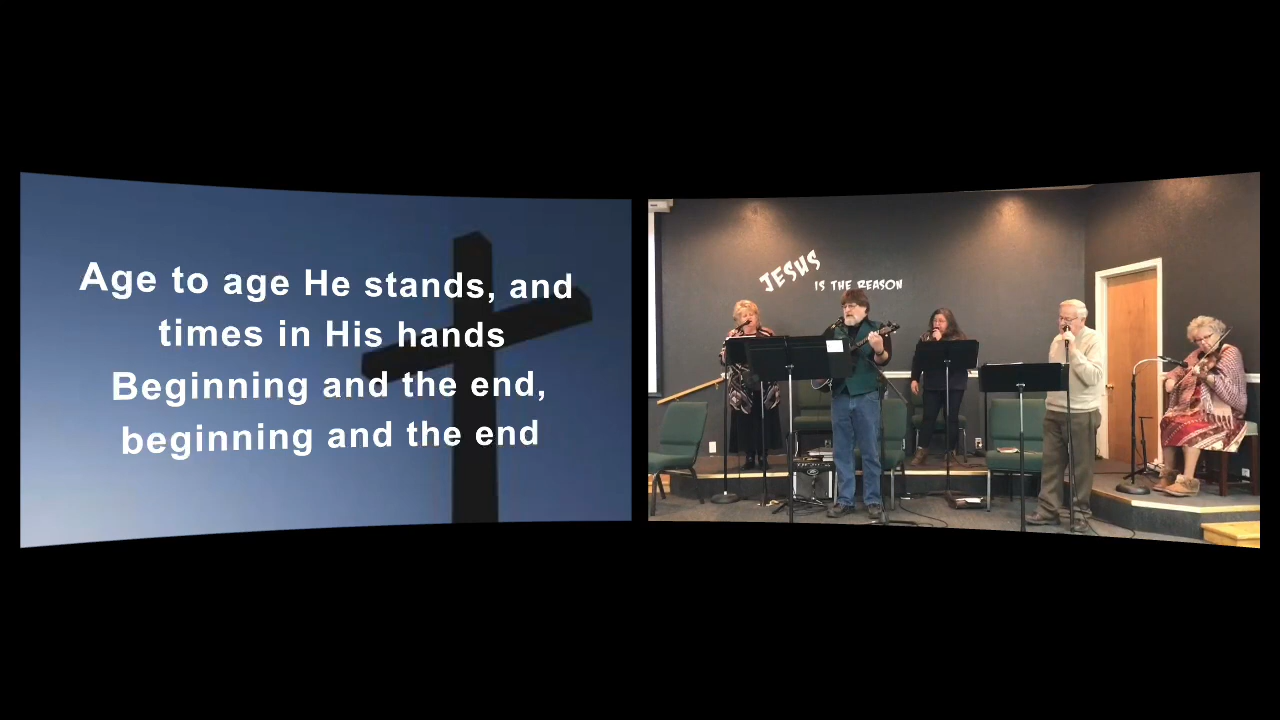 Age to age He stands, and
times in His hands
Beginning and the end,
beginning and the end
JESUS
IS THE REASON